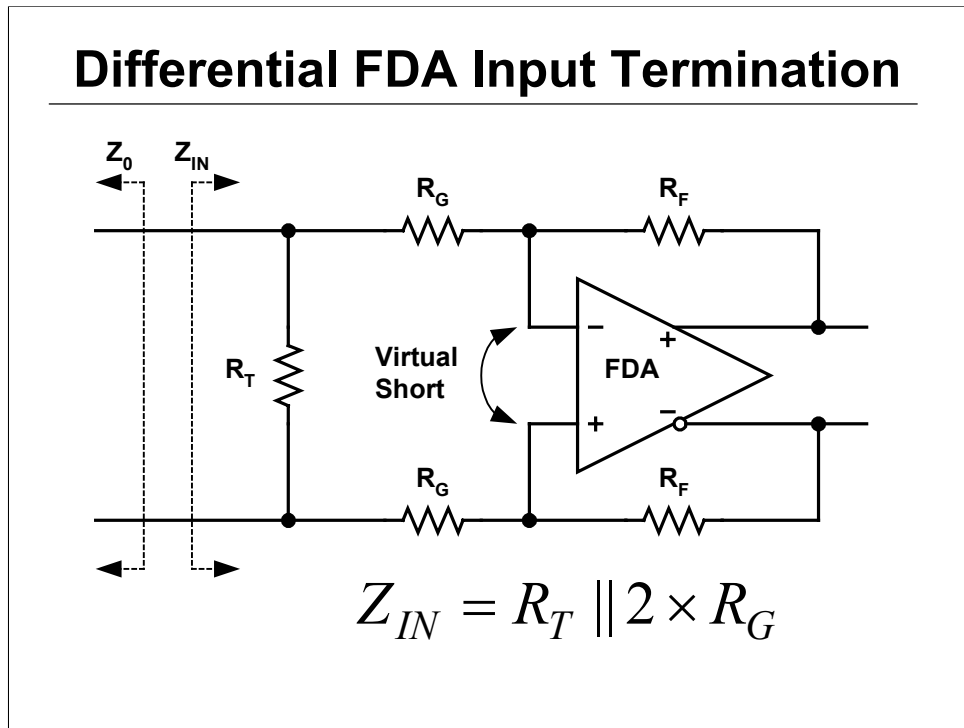 Differential FDA Input Termination
Z0 ZIN
RG
RF
RT
Virtual
Short
−
+
FDA
+
−
RG
RF
ZIN = RT || 2 × RG